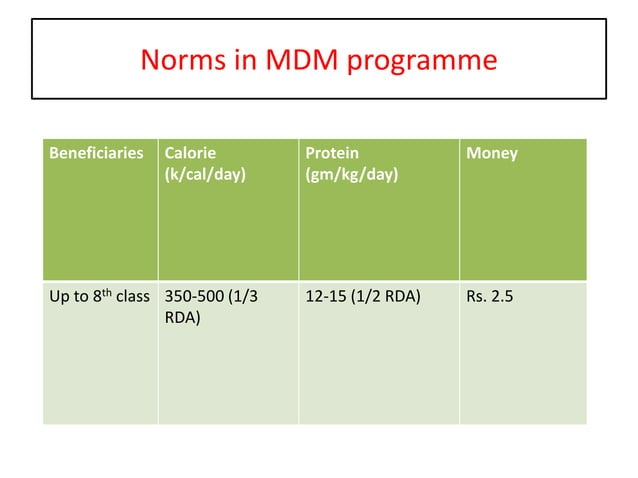 Norms in MDM programme
Beneficiaries
Calorie
(k/cal/day)
Protein
(gm/kg/day)
Money
Up to 8th class
350-500 (1/3
RDA)
12-15 (1/2 RDA)
Rs. 2.5